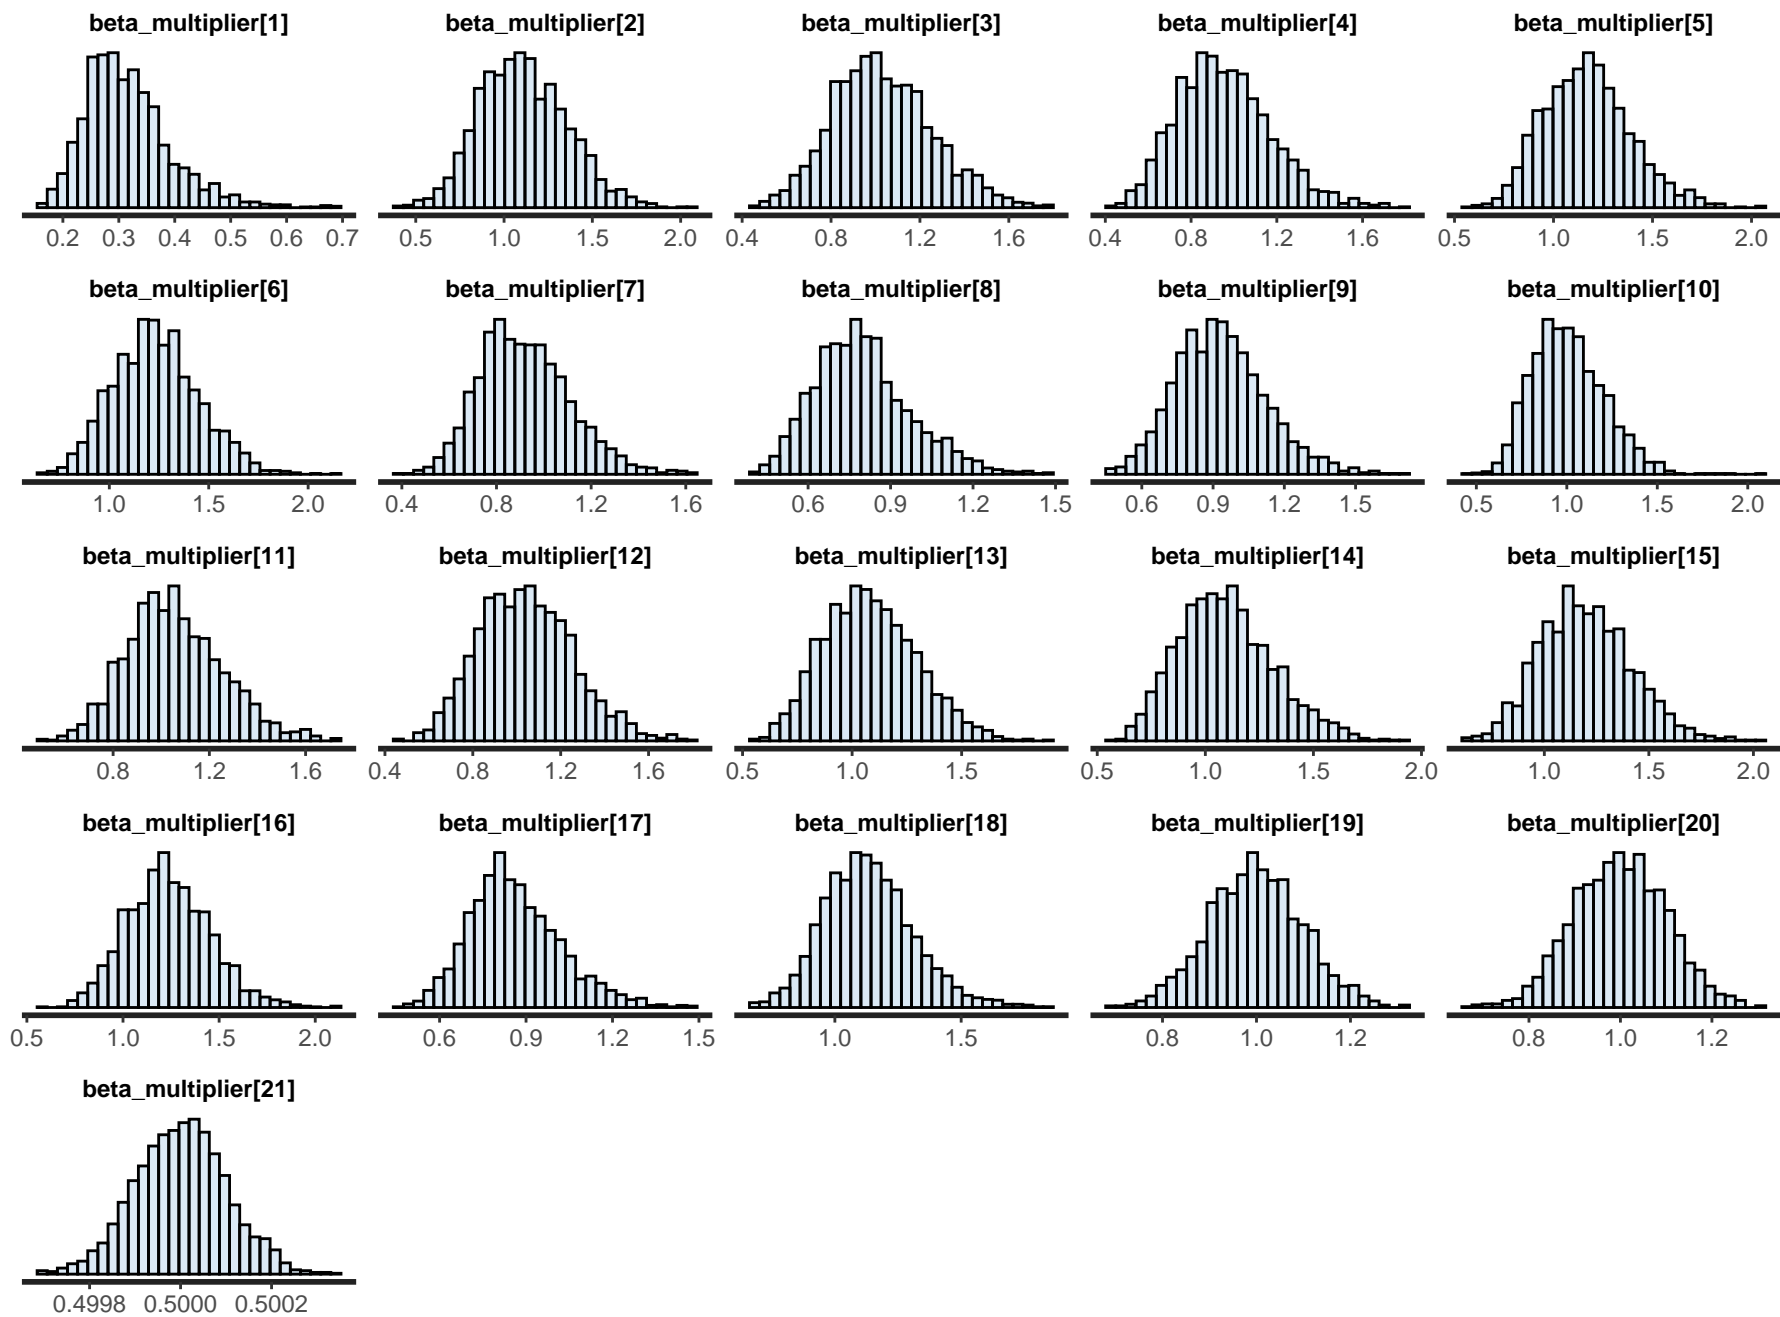 beta_multiplier[1] beta_multiplier[2] beta_multiplier[3] beta_multiplier[4] beta_multiplier[5]
0.2 0.3 0.4 0.5 0.6 0.7 0.5 1.0 1.5 2.0 0.4 0.8 1.2 1.6 0.4 0.8 1.2 1.6 0.5 1.0 1.5 2.0
beta_multiplier[6] beta_multiplier[7] beta_multiplier[8] beta_multiplier[9] beta_multiplier[10]
1.0 1.5 2.0 0.4 0.8 1.2 1.6 0.6 0.9 1.2 1.5 0.6 0.9 1.2 1.5 0.5 1.0 1.5 2.0
beta_multiplier[11] beta_multiplier[12] beta_multiplier[13] beta_multiplier[14] beta_multiplier[15]
0.8 1.2 1.6 0.4 0.8 1.2 1.6 0.5 1.0 1.5 0.5 1.0 1.5 2.0 1.0 1.5 2.0
beta_multiplier[16] beta_multiplier[17] beta_multiplier[18] beta_multiplier[19] beta_multiplier[20]
0.5 1.0 1.5 2.0 0.6 0.9 1.2 1.5 1.0 1.5 0.8 1.0 1.2 0.8 1.0 1.2
beta_multiplier[21]
0.4998 0.5000 0.5002